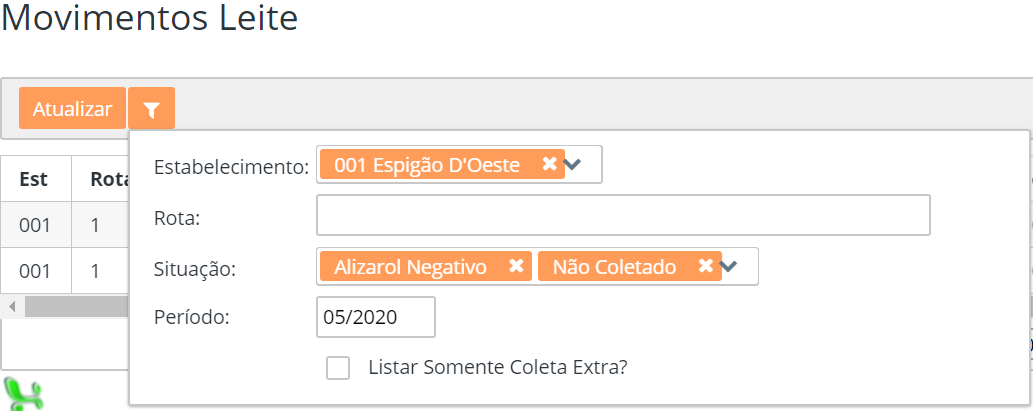 Movimentos Leite
Atualizar
Estabelecimento: 001 Espigão D'Oeste
Rota:
Situação: Alizarol Negativo Não Coletado
Período: 05/2020
Listar Somente Coleta Extra?
Est Rota
001 1
001 1